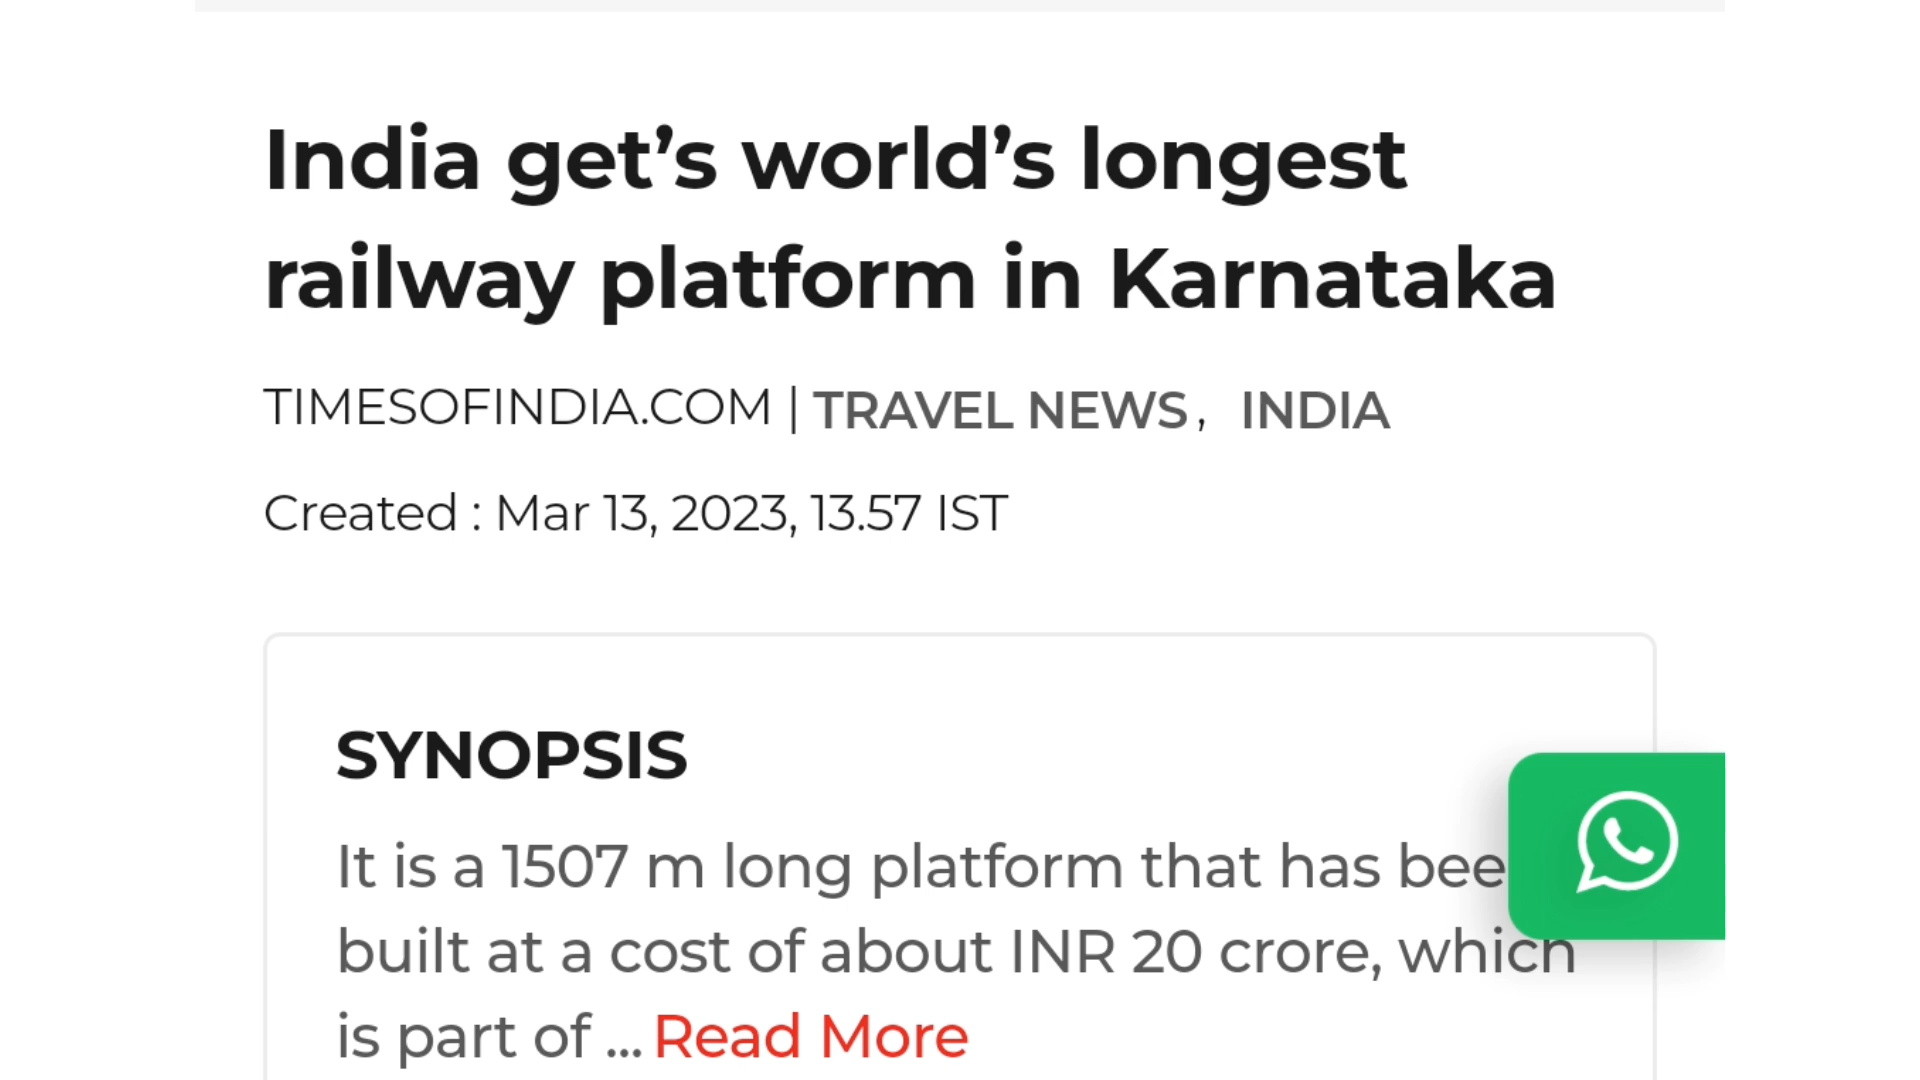 India get’s world’s longest
railway platform in Karnataka
TIMESOFINDIA.COM | TRAVEL NEWS , INDIA
Created : Mar 13, 2023, 13.57 IST
SYNOPSIS
It is a 1507 m long platform that has bee
built at a cost of about INR 20 crore, which
is part of ... Read More